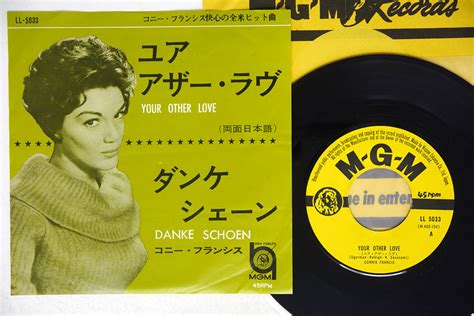 LL-5033
コニー・フランシス快心の全米ヒット曲
ユア
アザー・ラヴ
YOUR OTHER LOVE
(両面日本語)
ダンケ
シェーン
DANKE SCHOEN
コニー・フランシス
MGM
45RPM
M-G-M Records
M-G-M
45 rpm
LL 5033
A
YOUR OTHER LOVE
CONNIE FRANCIS